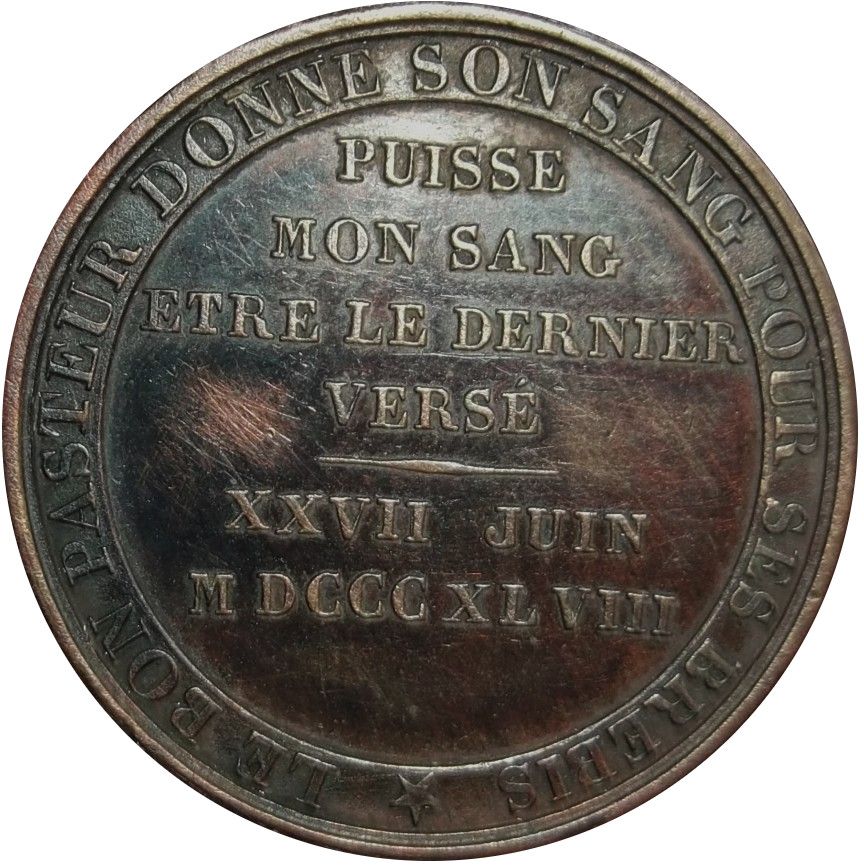 LE BON PASTEUR DONNE SON SANG POUR SES BREBIS
PUISSE
MON SANG
ETRE LE DERNIER
VERSÉ
XXVII JUIN
M DCCC XL VIII